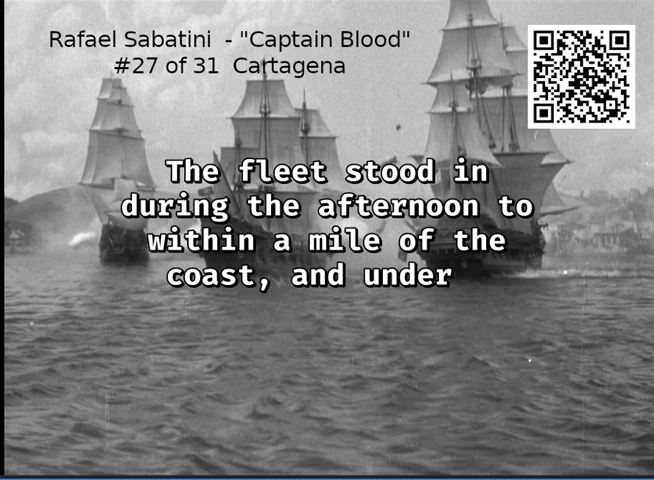 Rafael Sabatini - "Captain Blood"
#27 of 31 Cartagena
The fleet stood in
during the afternoon to
within a mile of the
coast, and under